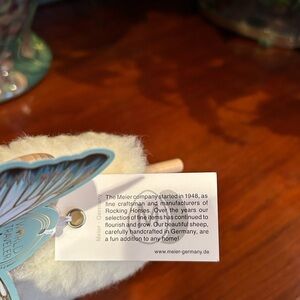 The Meier company started in 1948, as
fine craftsman and manufacturers of
Rocking Horses. Over the years our
selection of fine items has continued to
flourish and grow. Our beautiful sheep,
carefully handcrafted in Germany, are
a fun addition to any home!
www.meier-germany.de